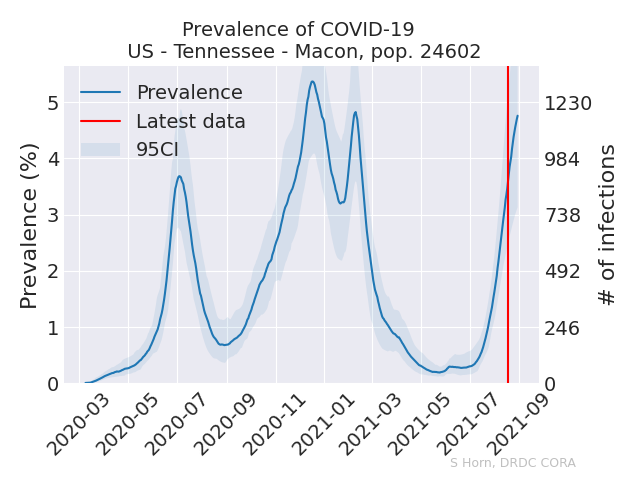 Prevalence of COVID-19
US - Tennessee - Macon, pop. 24602
Prevalence
Latest data
95CI
Prevalence (%)
5
4
3
2
1
0
# of infections
1230
984
738
492
246
0
2020-03
2020-05
2020-07
2020-09
2020-11
2021-01
2021-03
2021-05
2021-07
2021-09
S Horn, DRDC CORA